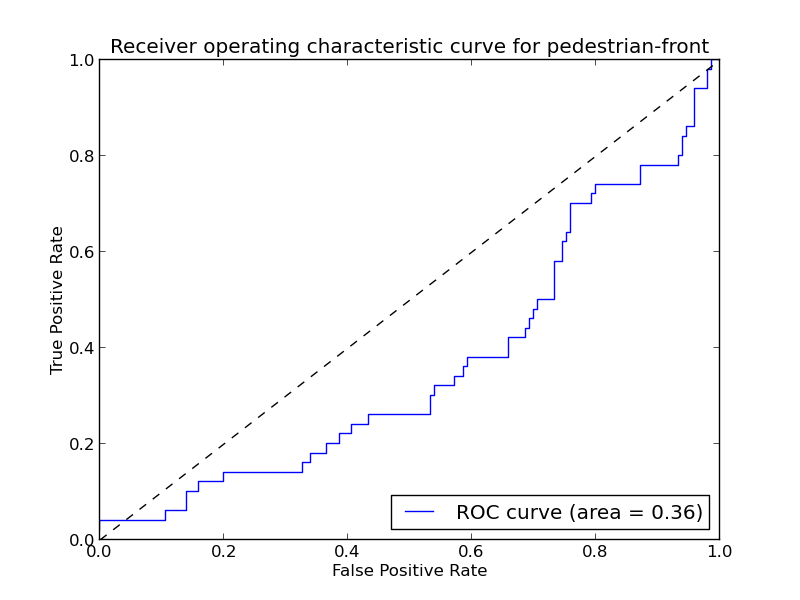 Receiver operating characteristic curve for pedestrian-front
1.0
0.8
0.6
0.4
0.2
0.0
True Positive Rate
ROC curve (area = 0.36)
0.0 0.2 0.4 0.6 0.8 1.0
False Positive Rate